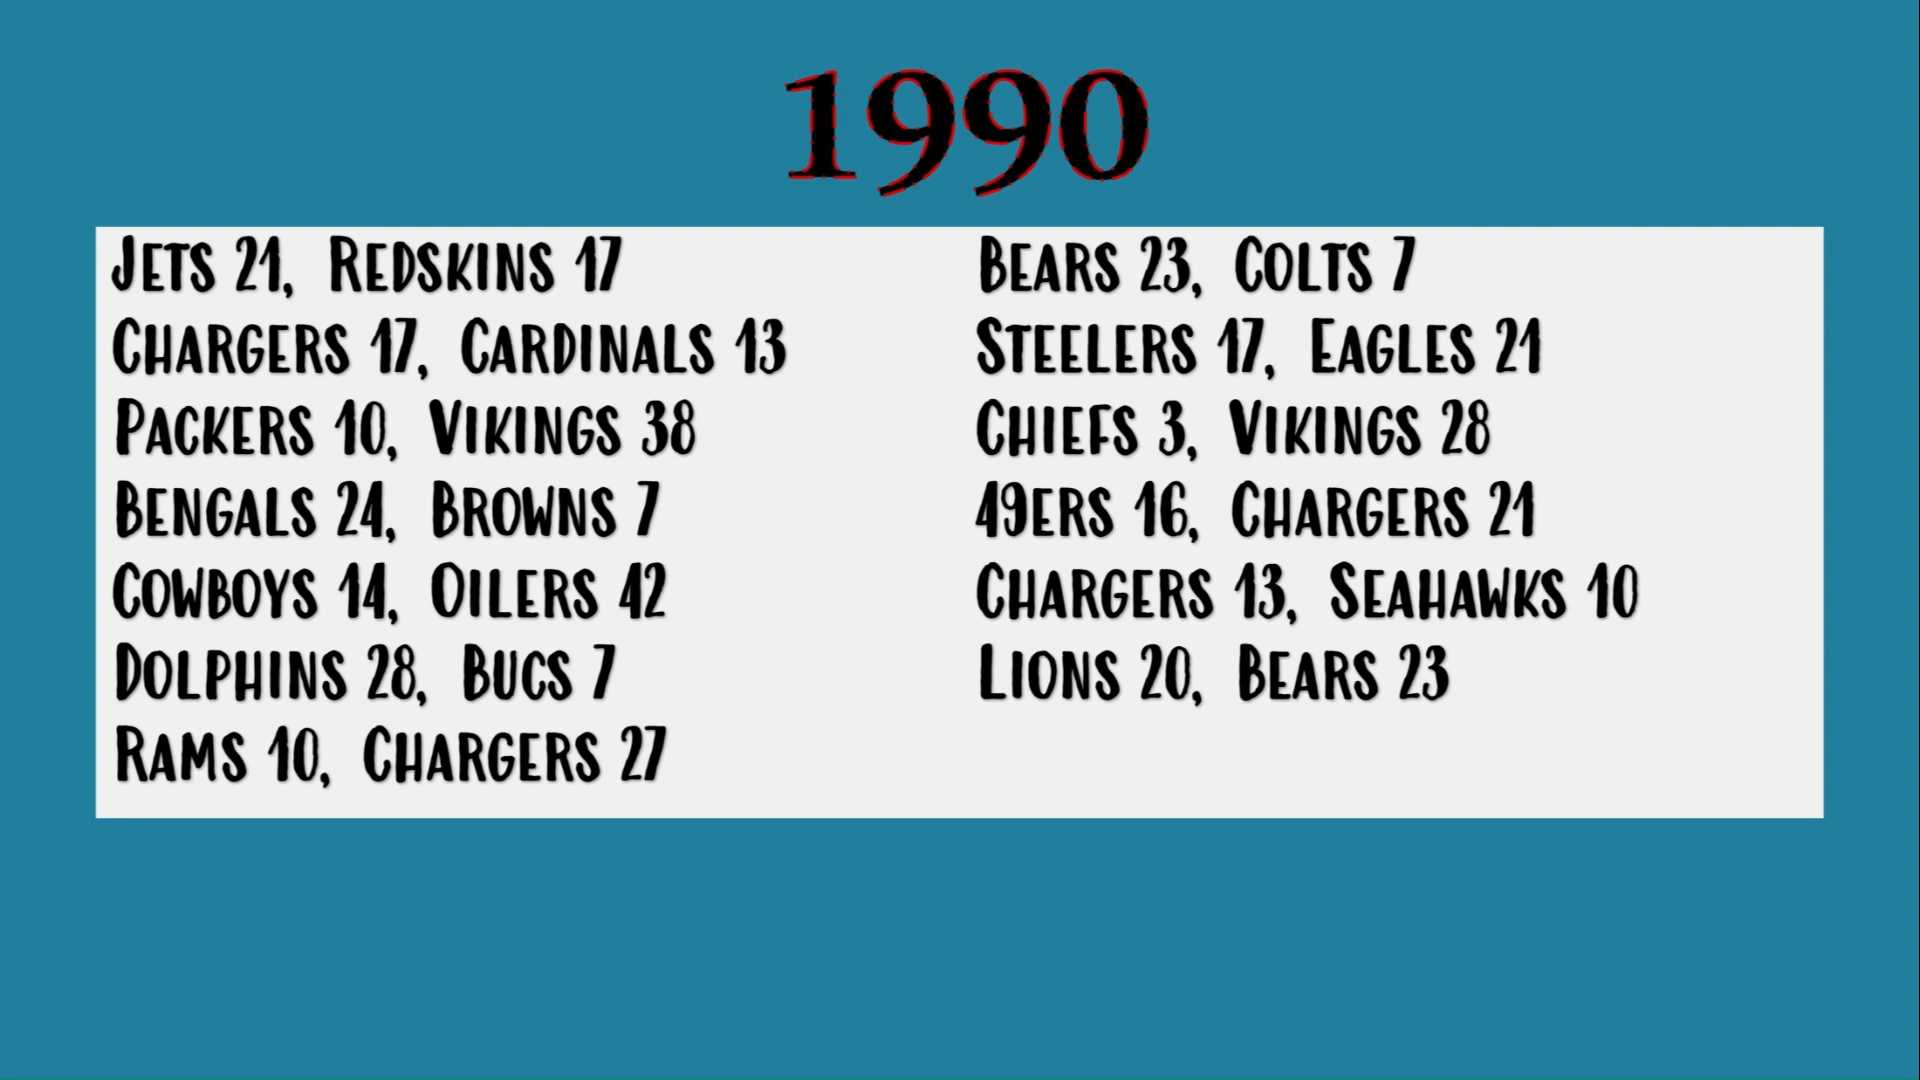 1990
Jets 21, Redskins 17
Chargers 17, Cardinals 13
Packers 10, Vikings 38
Bengals 24, Browns 7
Cowboys 14, Oilers 42
Dolphins 28, Bucs 7
Rams 10, Chargers 27
Bears 23, Colts 7
Steelers 17, Eagles 21
Chiefs 3, Vikings 28
49ers 16, Chargers 21
Chargers 13, Seahawks 10
Lions 20, Bears 23